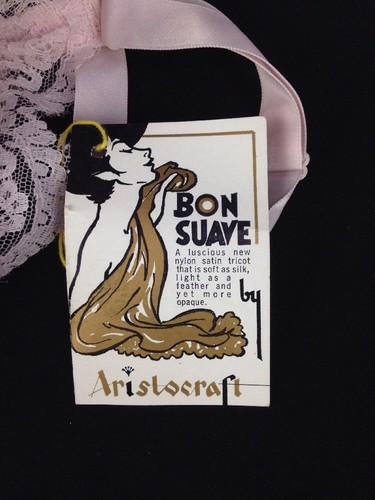 BON
SUAVE
A luscious new
nylon satin tricot
that is soft as silk,
light as a
feather and
yet more
opaque.
by
Aristocraft